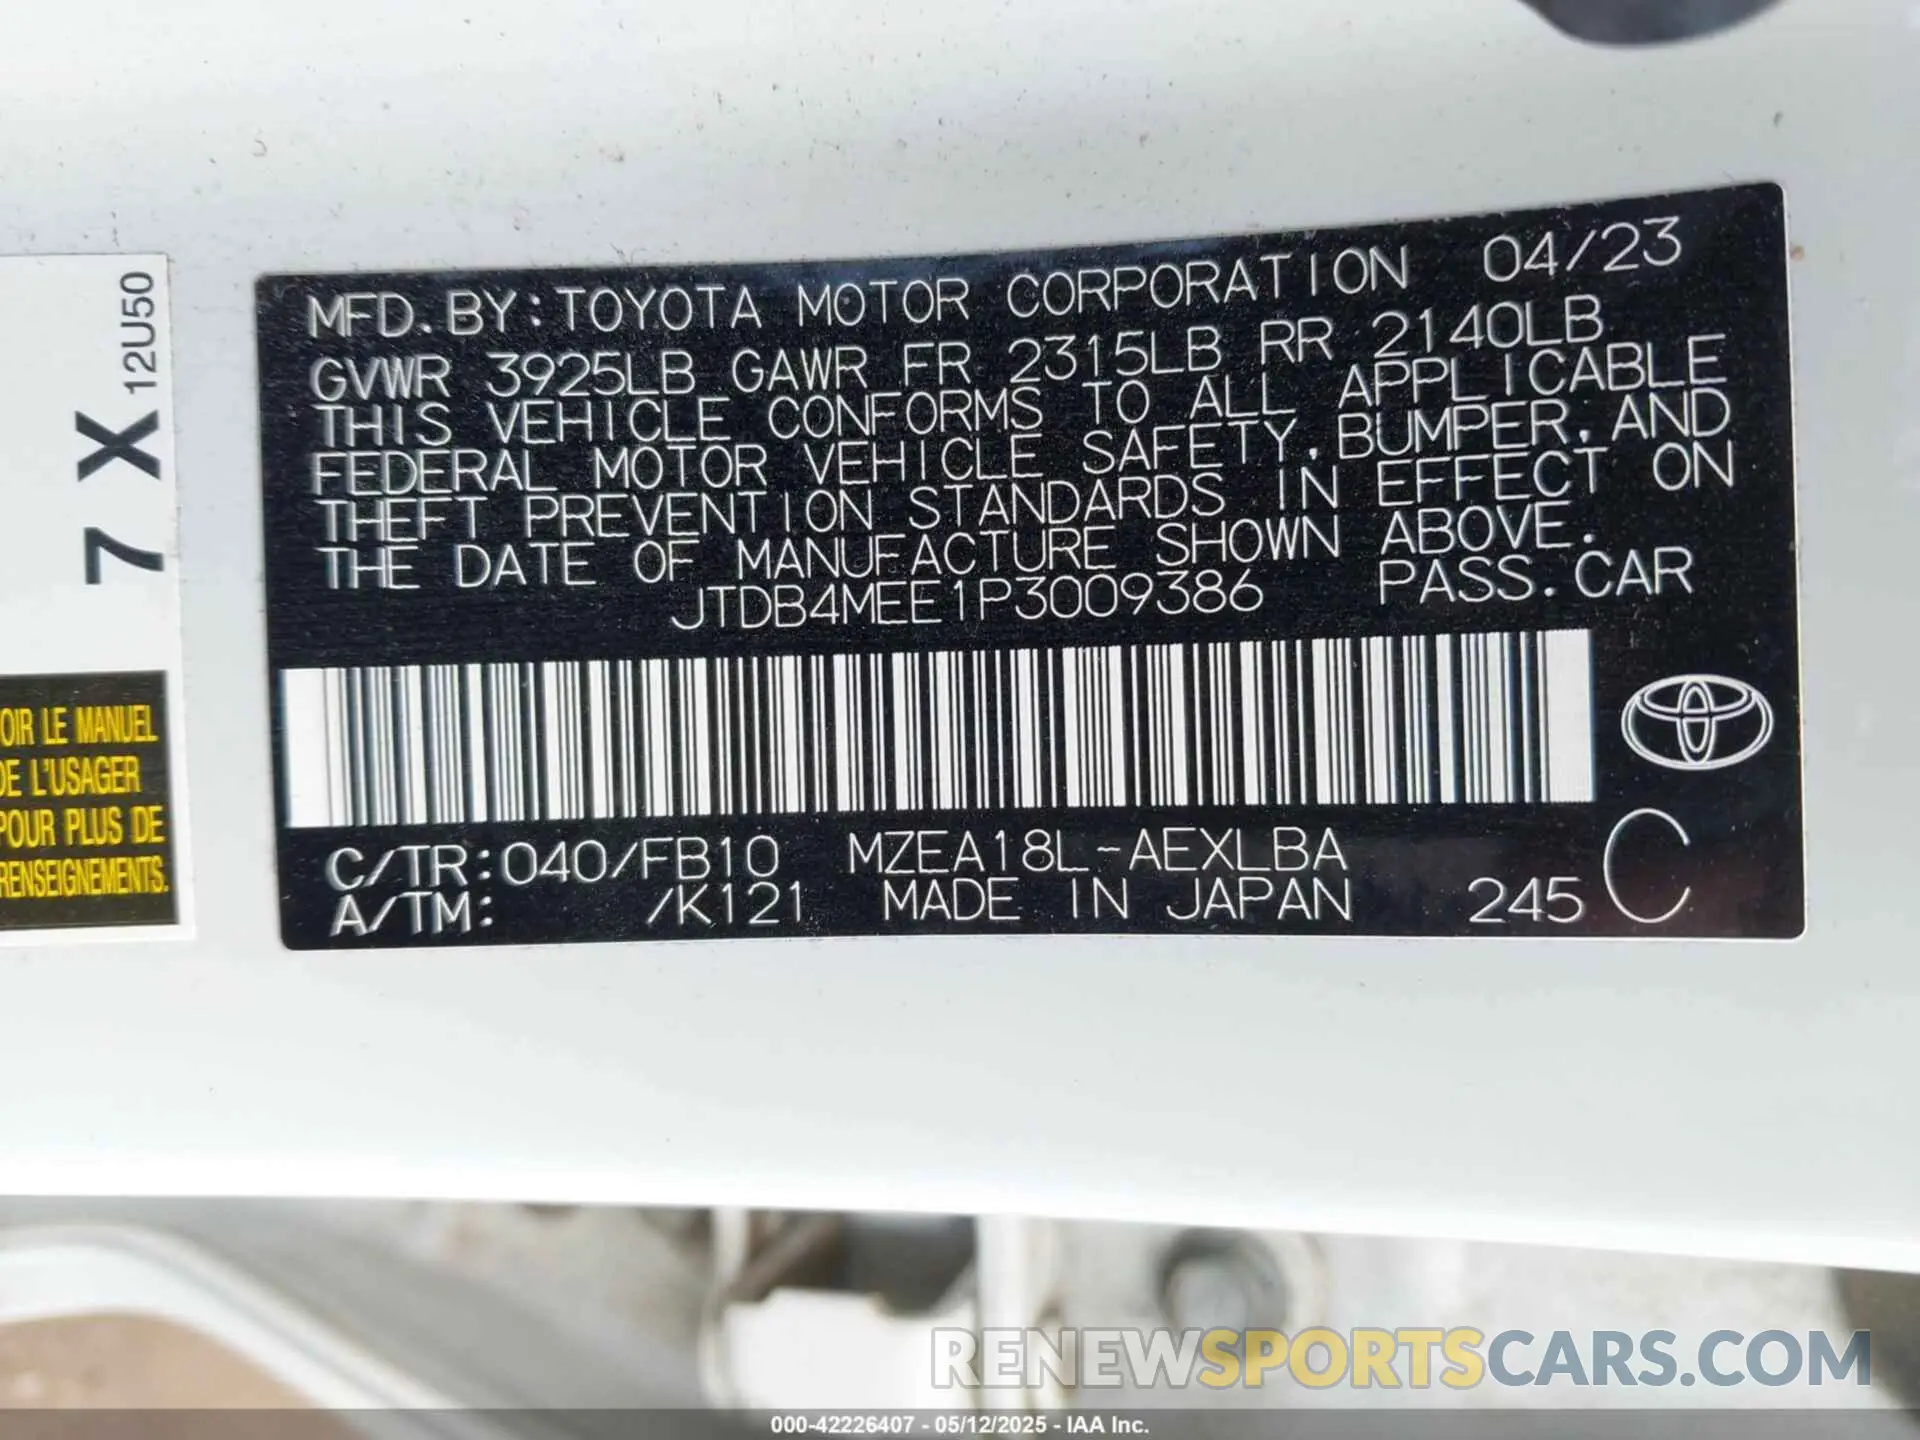 MFD. BY: TOYOTA MOTOR CORPORATION 04/23
GVWR 3925LB GAWR FR 2315LB RR 2140LB
THIS VEHICLE CONFORMS TO ALL APPLICABLE
FEDERAL MOTOR VEHICLE SAFETY, BUMPER, AND
THEFT PREVENTION STANDARDS IN EFFECT ON
THE DATE OF MANUFACTURE SHOWN ABOVE.
JTDB4MEE1P3009386 PASS. CAR
C/TR: 040/FB10 MZEA18L-AEXLBA
A/TM: /K121 MADE IN JAPAN 245 C
7 X 12U50
OIR LE MANUEL
DE L'USAGER
POUR PLUS DE
RENSEIGNEMENTS.
RENEWSPORTSCARS.COM
000-42226407 - 05/12/2025 - IAA Inc.